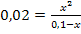 0,02 = x²/(0,1−x)